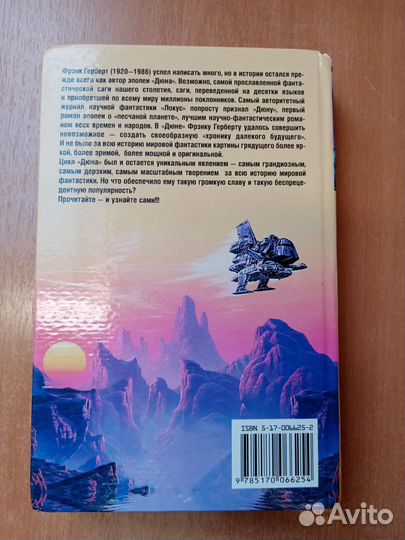 Фрэнк Герберт (1920–1986) успел написать много, но в истории остался пре-
жде всего как автор эпопеи «Дюна». Возможно, самой прославленной фанта-
стической саги нашего столетия, саги, переведенной на десятки языков
и приобретшей по всему миру миллионы поклонников. Самый авторитетный
журнал научной фантастики «Локус» попросту признал «Дюну», первый
роман эпопеи о «песчаной планете», лучшим научно-фантастическим рома-
ном всех времен и народов. В «Дюне» Фрэнку Герберту удалось совершить
невозможное — создать своеобразную «хронику далекого будущего».
И не было за всю историю мировой фантастики картины грядущего более яр-
кой, более зримой, более мощной и оригинальной.
Цикл «Дюна» был и остается уникальным явлением — самым грандиозным,
самым дерзким, самым масштабным творением за всю историю мировой
фантастики. Но что обеспечило ему такую громкую славу и такую беспреце-
дентную популярность?
Прочитайте — и узнайте сами!!!
ISBN 5-17-006625-2
9 785170 066254
Avito